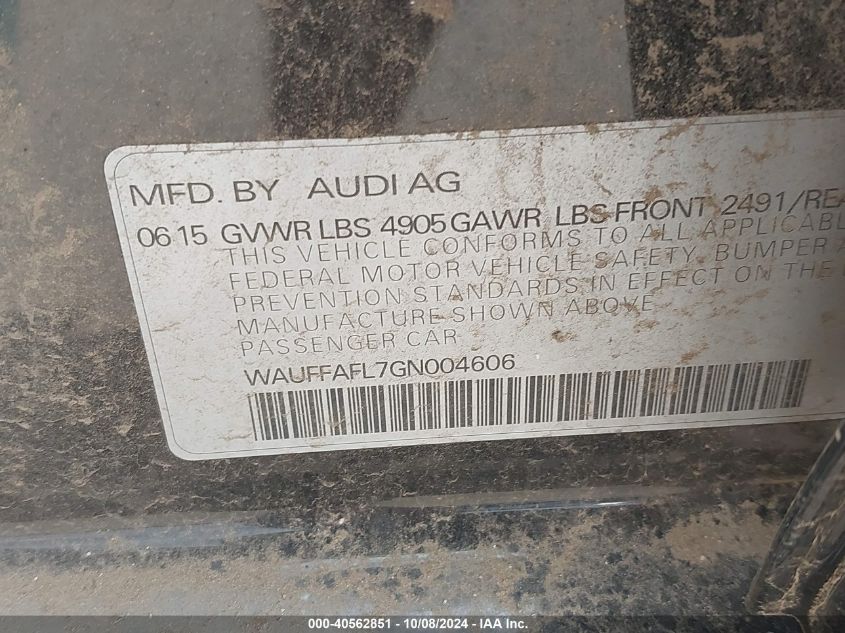 MFD. BY AUDI AG
06 15 GVWR LBS 4905 GAWR LBS FRONT 2491/REA
THIS VEHICLE CONFORMS TO ALL APPLICABL
FEDERAL MOTOR VEHICLE SAFETY, BUMPER
PREVENTION STANDARDS IN EFFECT ON THE
MANUFACTURE SHOWN ABOVE
PASSENGER CAR
WAUFFAFL7GN004606
000-40562851 - 10/08/2024 - IAA Inc.